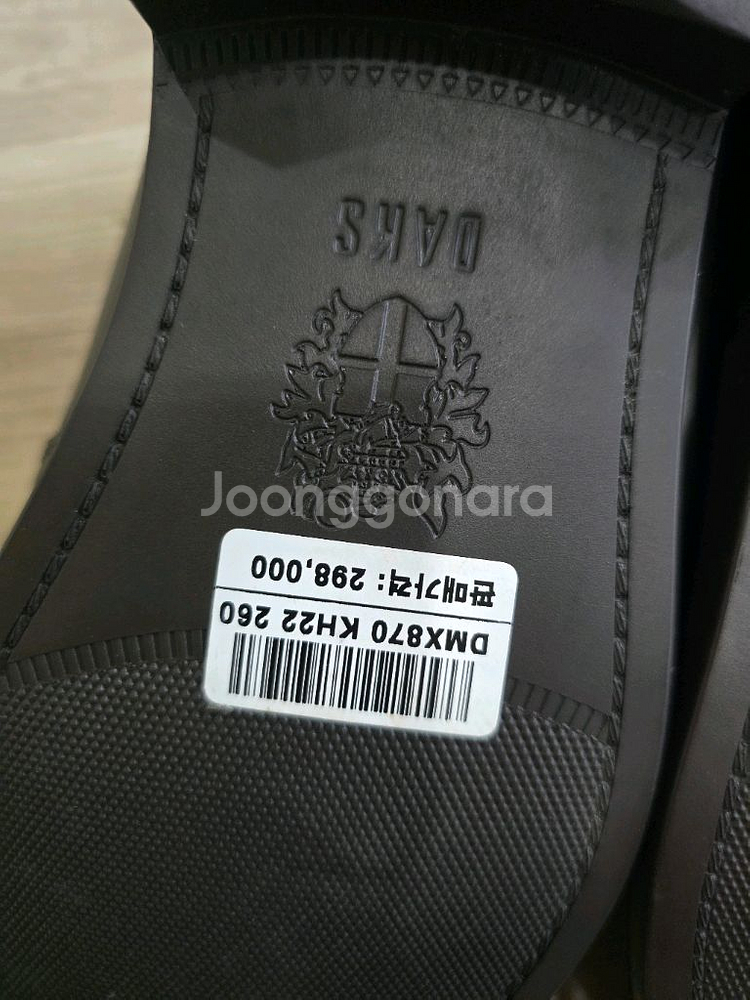 DAKS
Joonggonara
DMX870 KH22 260
판매가격: 298,000